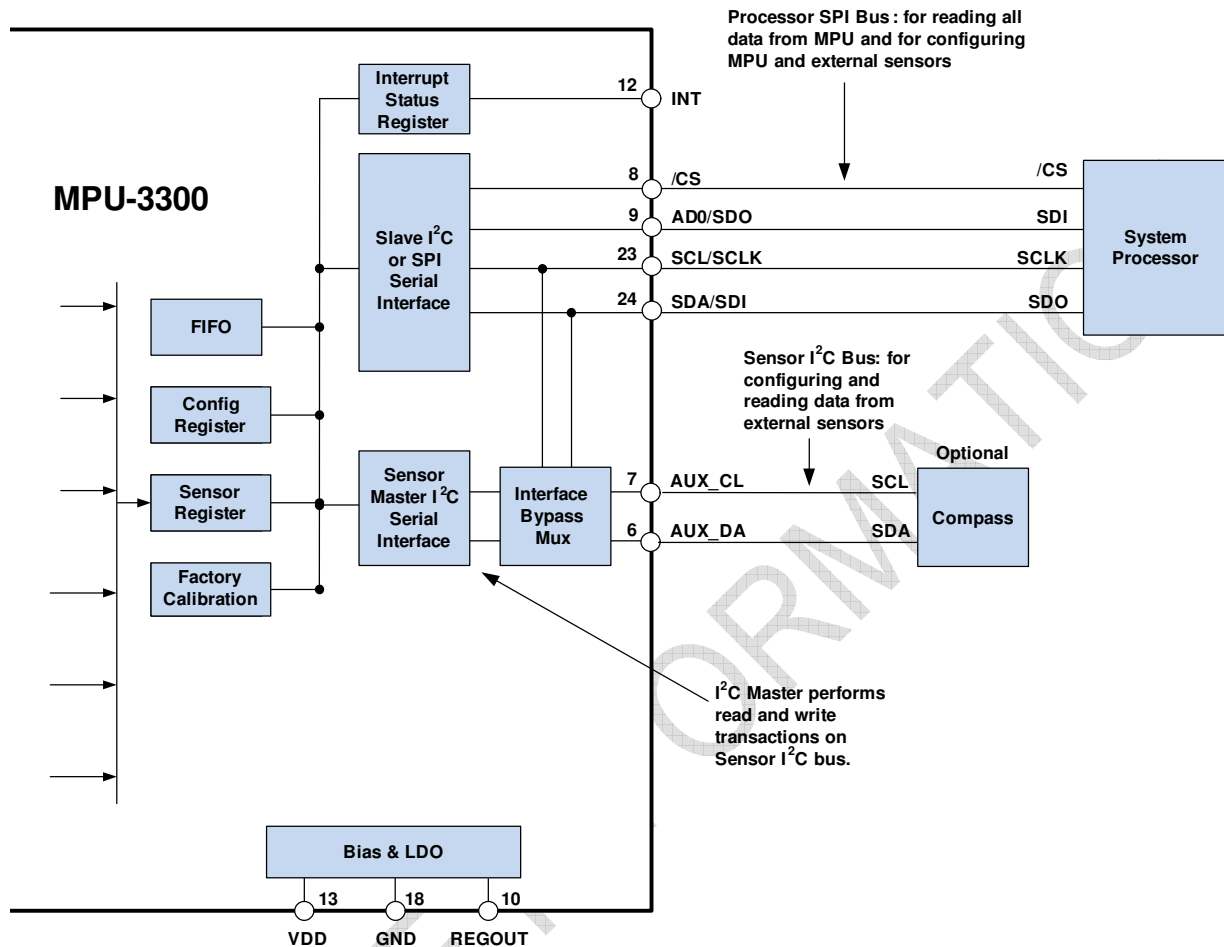 Processor SPI Bus : for reading all
data from MPU and for configuring
MPU and external sensors
Interrupt
Status
Register
12
INT
MPU-3300
Slave I²C
or SPI
Serial
Interface
8
/CS
/CS
9
AD0/SDO
SDI
23
SCL/SCLK
SCLK
24
SDA/SDI
SDO
System
Processor
FIFO
Config
Register
Sensor
Register
Factory
Calibration
Sensor I²C Bus: for
configuring and
reading data from
external sensors
Sensor
Master I²C
Serial
Interface
Interface
Bypass
Mux
7
AUX_CL
SCL
6
AUX_DA
SDA
Optional
Compass
I²C Master performs
read and write
transactions on
Sensor I²C bus.
Bias & LDO
13
18
10
VDD
GND
REGOUT